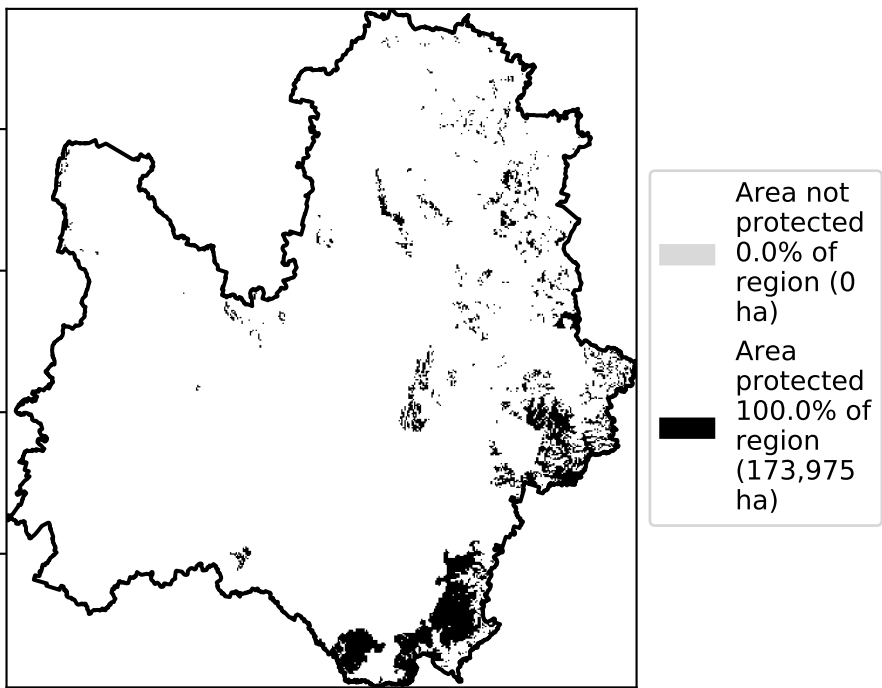 Area not
protected
0.0% of
region (0
ha)
Area
protected
100.0% of
region
(173,975
ha)